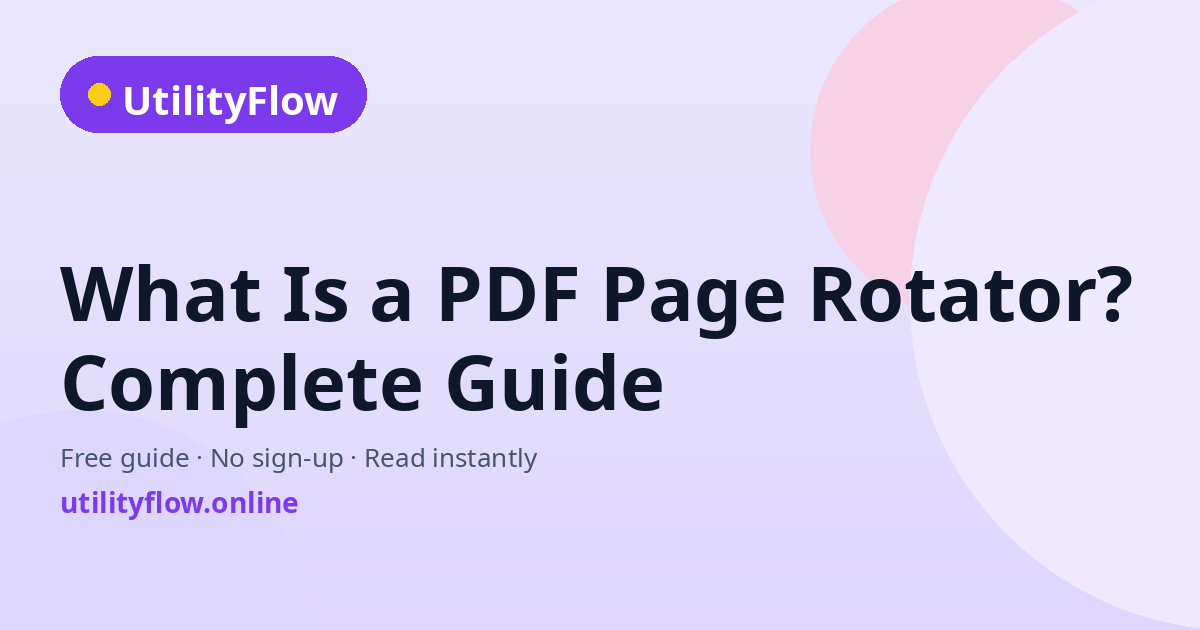 UtilityFlow
What Is a PDF Page Rotator?
Complete Guide
Free guide · No sign-up · Read instantly
utilityflow.online